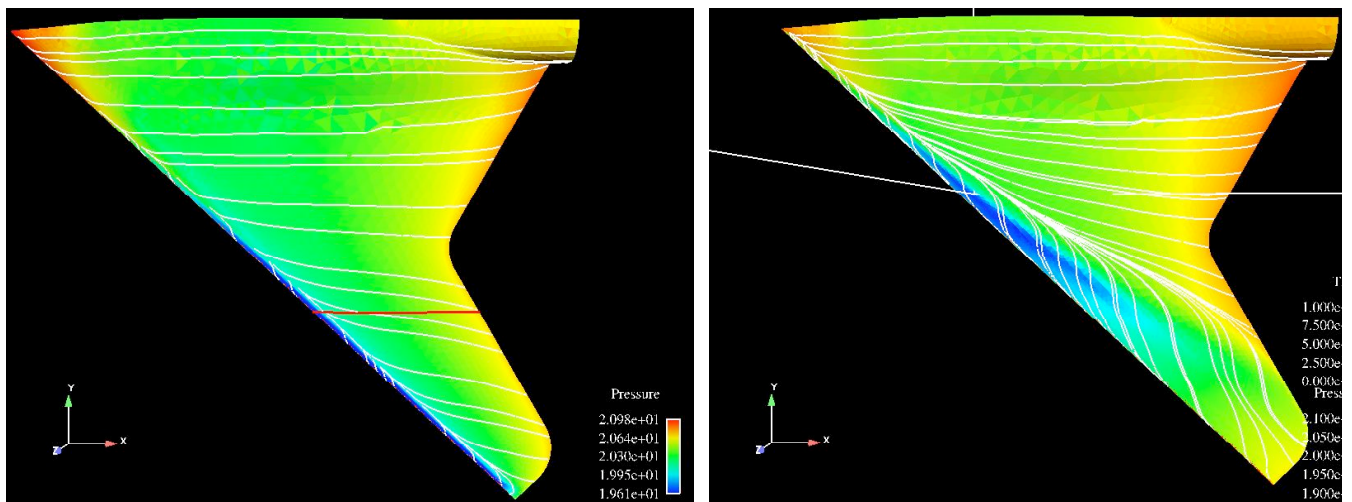 Y
X
Z
Pressure
2.098e+01
2.064e+01
2.030e+01
1.995e+01
1.961e+01
Y
X
Z
T
1.000e-
7.500e-
5.000e-
2.500e-
0.000e-
Press
2.100e-
2.050e-
2.000e-
1.950e-
1.900e-